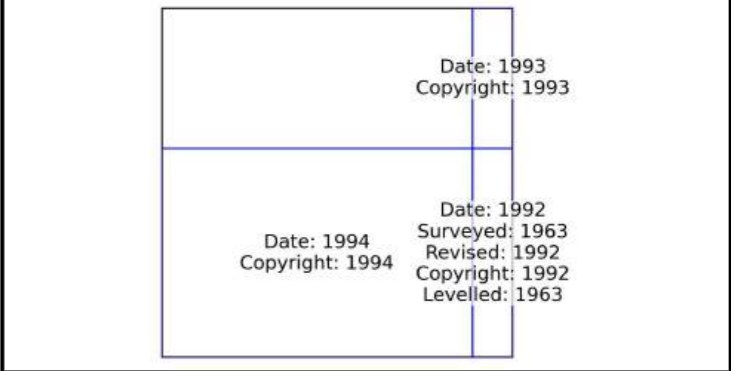 Date: 1993
Copyright: 1993
Date: 1994
Copyright: 1994
Date: 1992
Surveyed: 1963
Revised: 1992
Copyright: 1992
Levelled: 1963